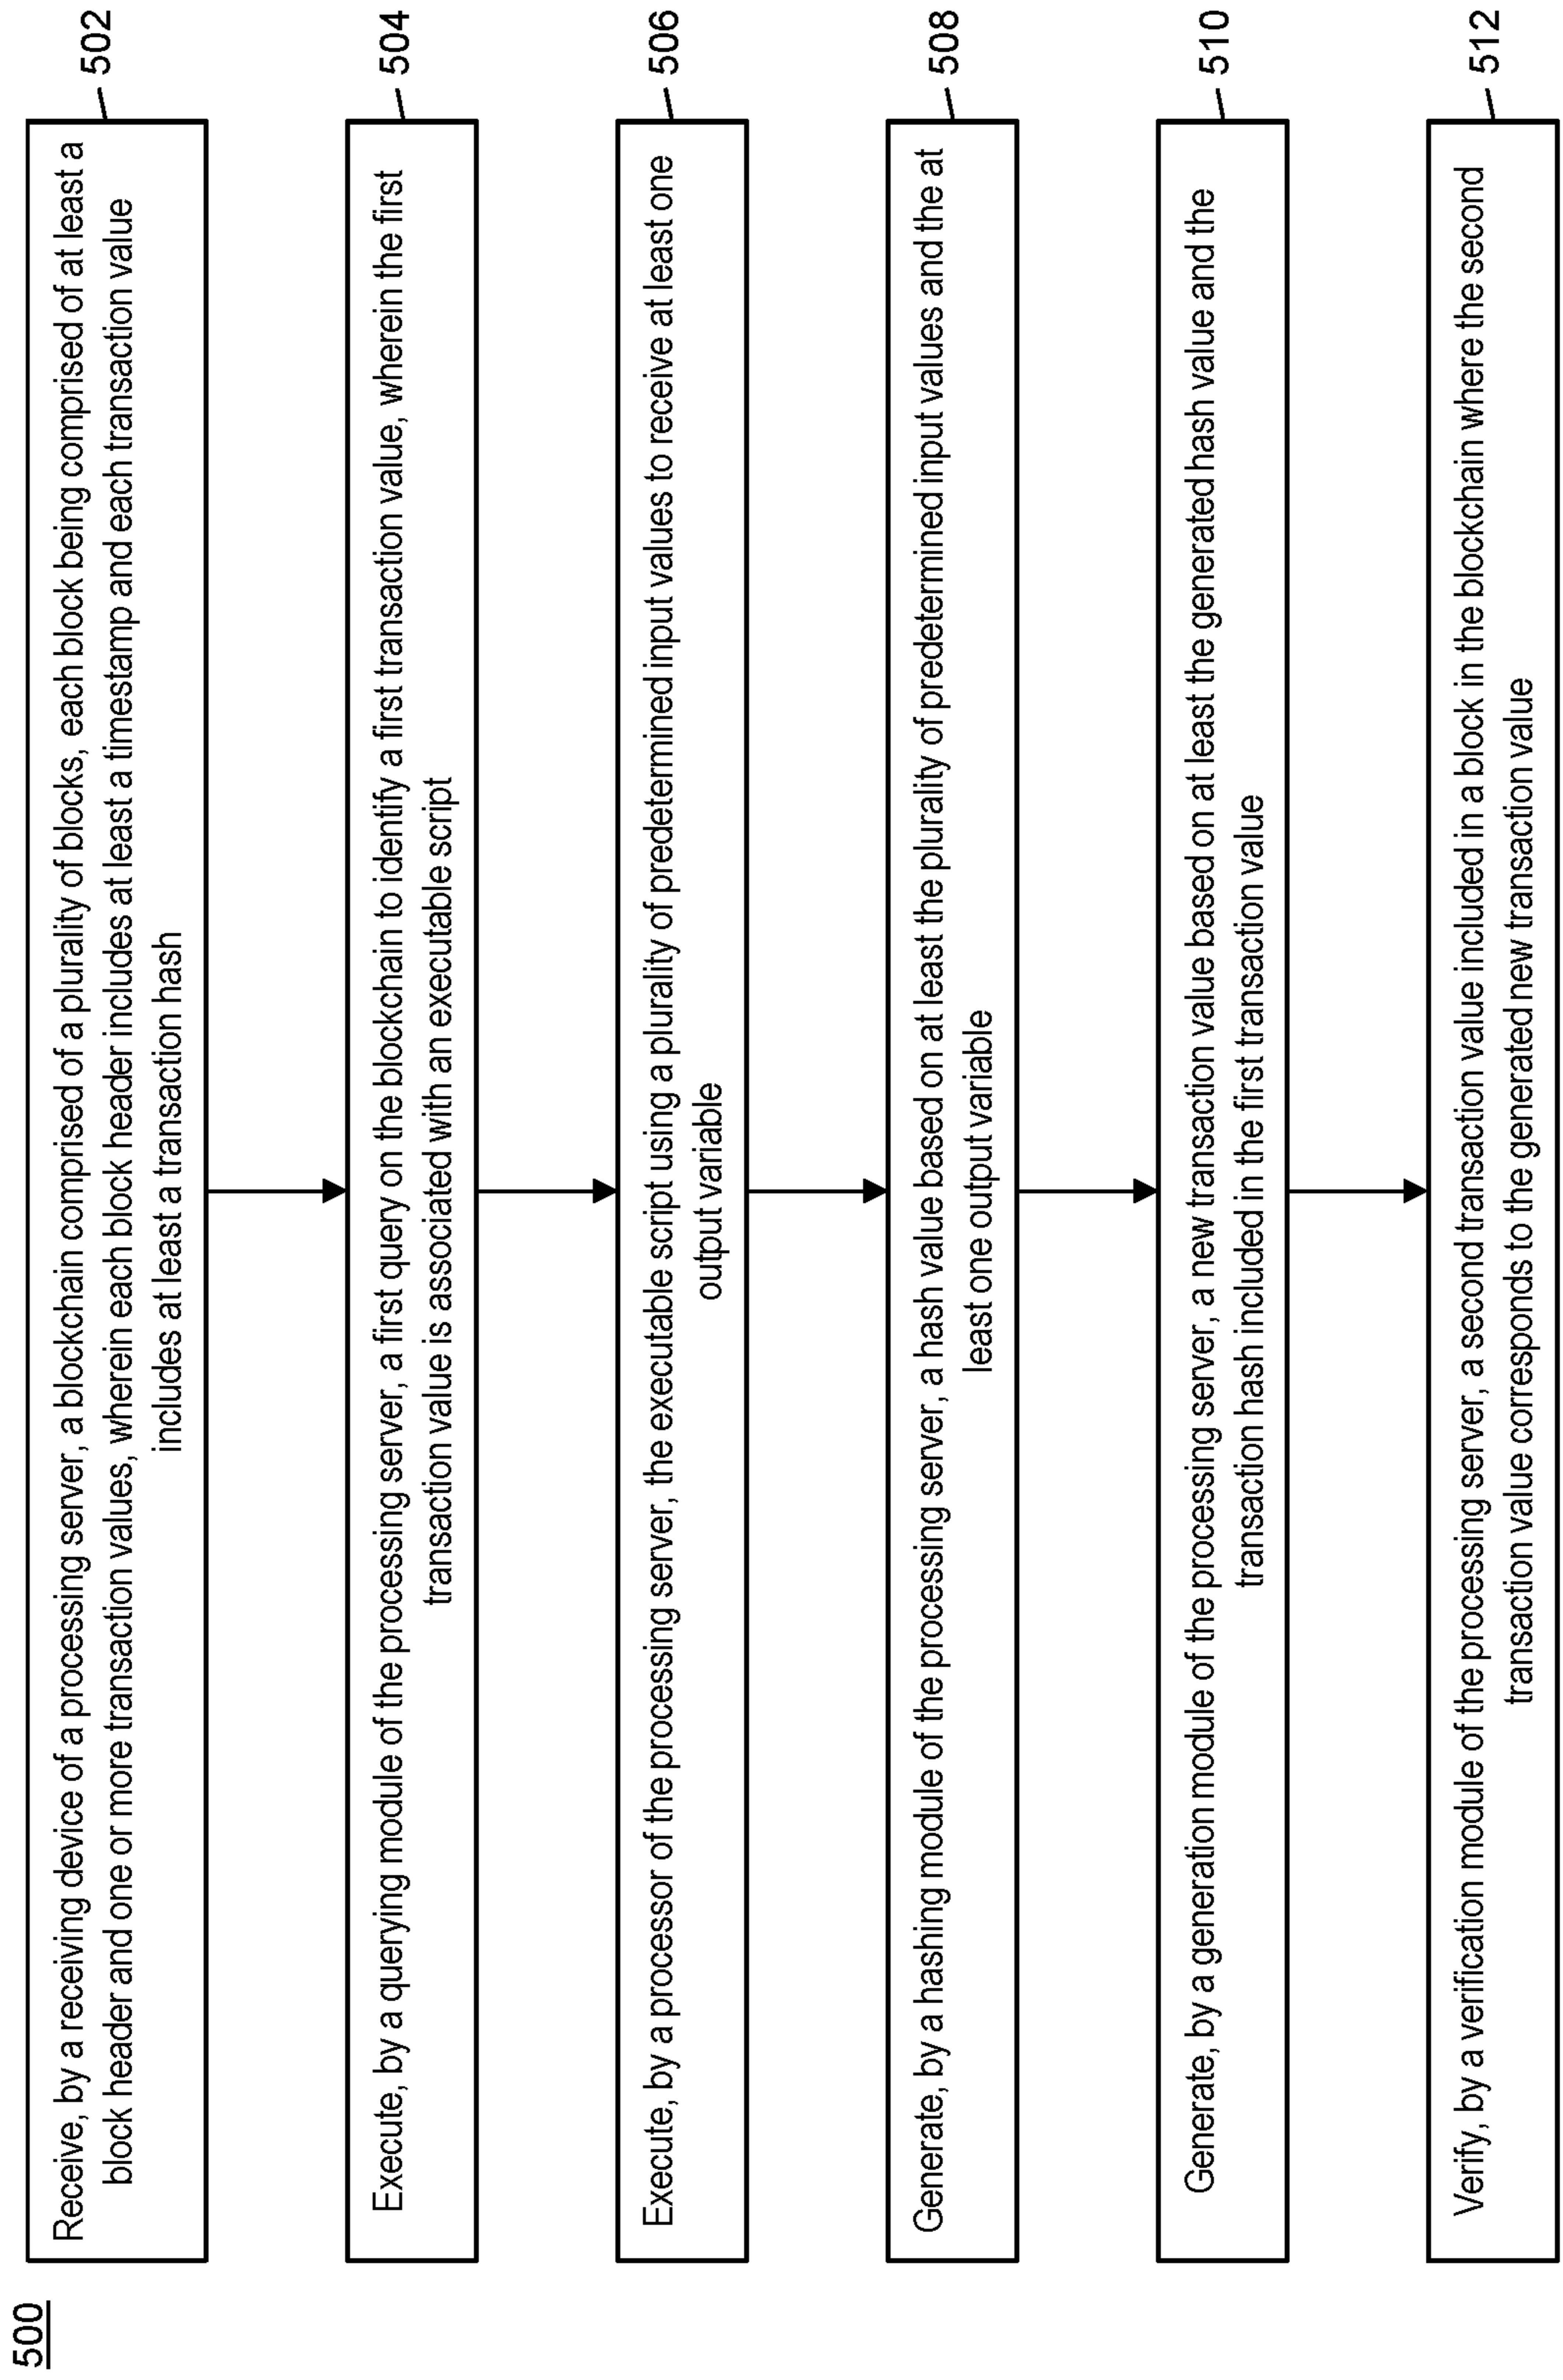 500
Receive, by a receiving device of a processing server, a blockchain comprised of a plurality of blocks, each block being comprised of at least a
block header and one or more transaction values, wherein each block header includes at least a timestamp and each transaction value
includes at least a transaction hash
502
Execute, by a querying module of the processing server, a first query on the blockchain to identify a first transaction value, wherein the first
transaction value is associated with an executable script
504
Execute, by a processor of the processing server, the executable script using a plurality of predetermined input values to receive at least one
output variable
506
Generate, by a hashing module of the processing server, a hash value based on at least the plurality of predetermined input values and the at
least one output variable
508
Generate, by a generation module of the processing server, a new transaction value based on at least the generated hash value and the
transaction hash included in the first transaction value
510
Verify, by a verification module of the processing server, a second transaction value included in a block in the blockchain where the second
transaction value corresponds to the generated new transaction value
512